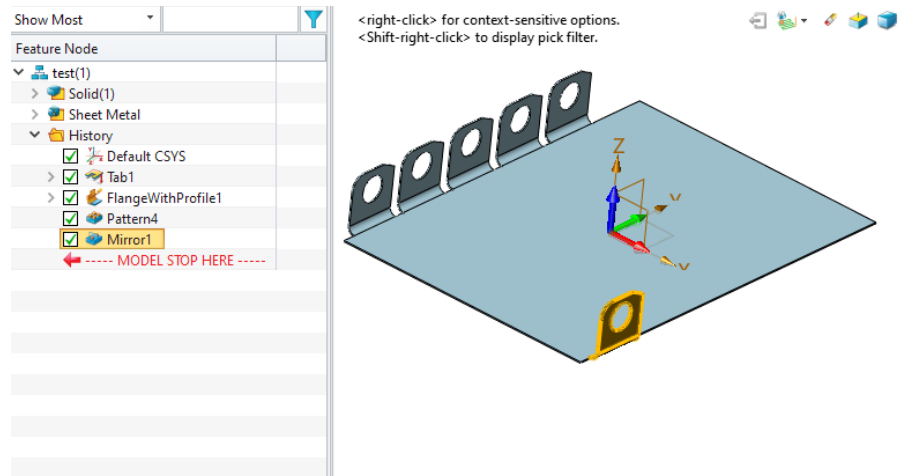 Show Most
<right-click> for context-sensitive options.
<Shift-right-click> to display pick filter.
Feature Node
test(1)
Solid(1)
Sheet Metal
History
Default CSYS
Tab1
FlangeWithProfile1
Pattern4
Mirror1
----- MODEL STOP HERE -----
Z